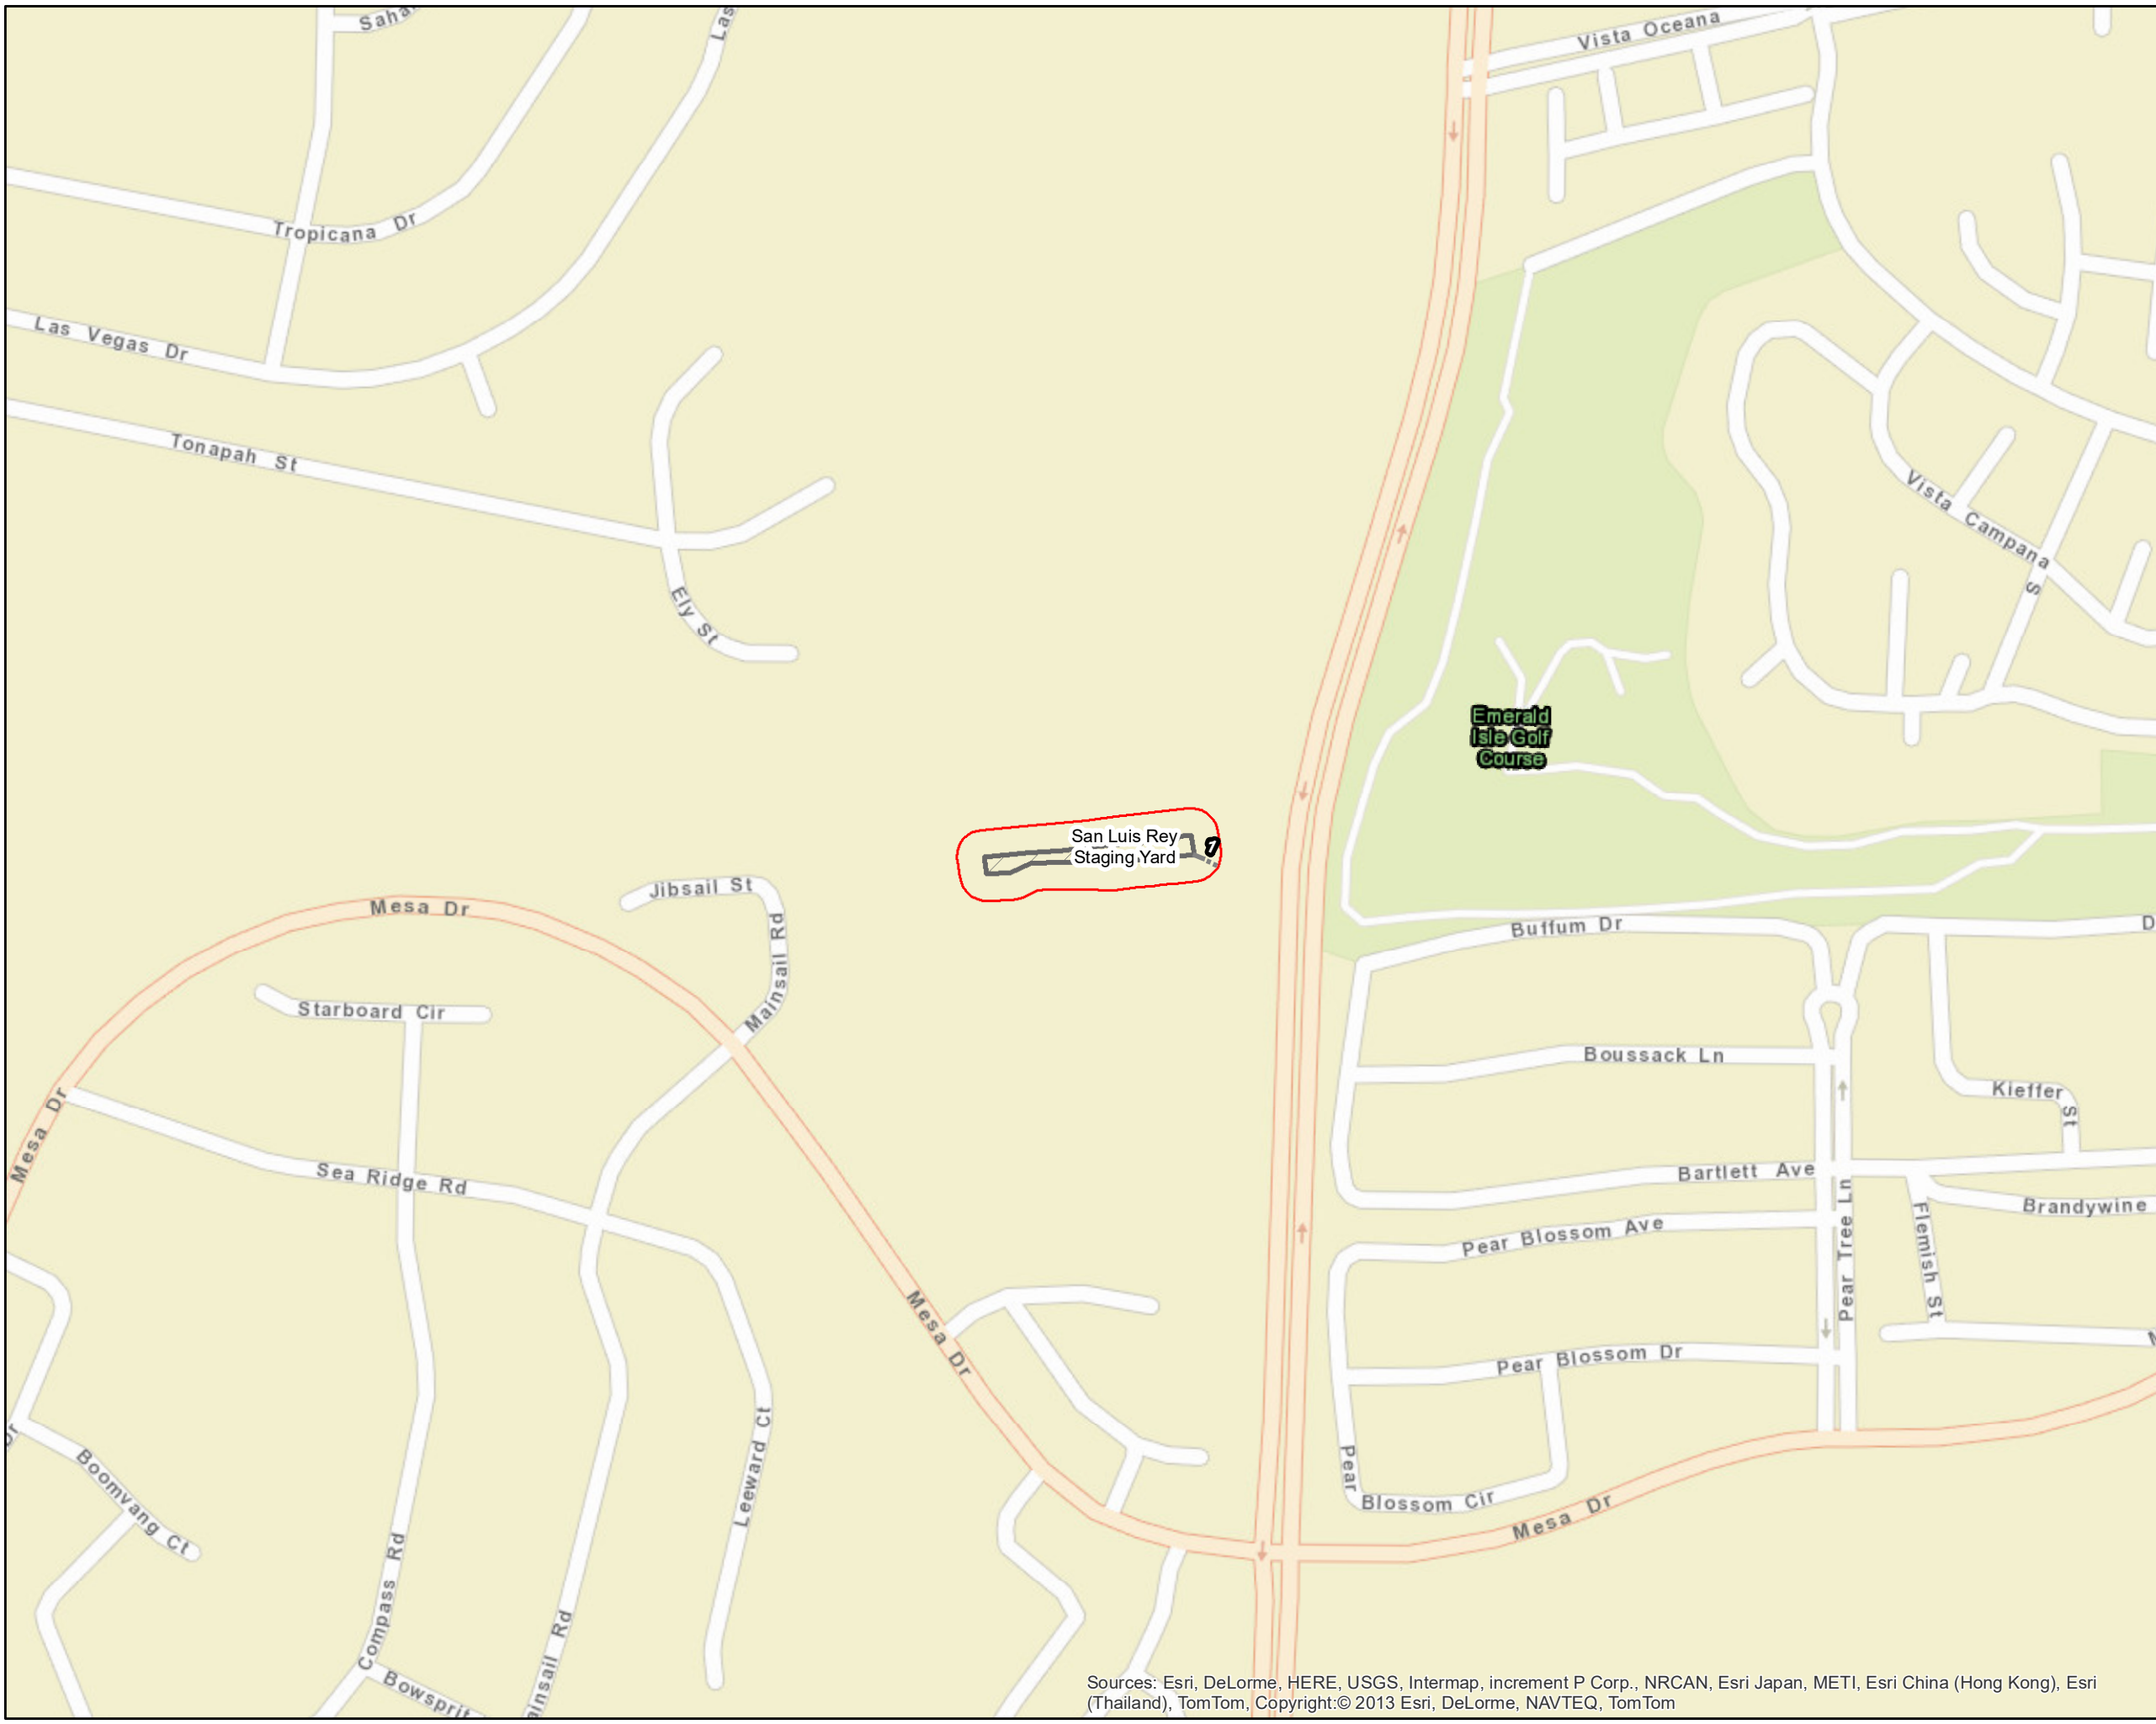 Saha
Las
Vista Oceana
Tropicana Dr
Las Vegas Dr
Tonapah St
Vista Campana
S
Ely St
Emerald
Isle Golf
Course
San Luis Rey
Staging Yard
1
Jibsail St
Mesa Dr
Mainsail Rd
Buffum Dr
D
Starboard Cir
Boussack Ln
Kieffer St
Mesa Dr
Sea Ridge Rd
Bartlett Ave
Brandywine
Pear Blossom Ave
Pear Tree Ln
Flemish St
Mesa Dr
Pear Blossom Dr
Leeward Ct
Dr
Boomvang Ct
Pear Blossom Cir
Mesa Dr
Compass Rd
ainsail Rd
Bowsprit
Sources: Esri, DeLorme, HERE, USGS, Intermap, increment P Corp., NRCAN, Esri Japan, METI, Esri China (Hong Kong), Esri
(Thailand), TomTom, Copyright:© 2013 Esri, DeLorme, NAVTEQ, TomTom